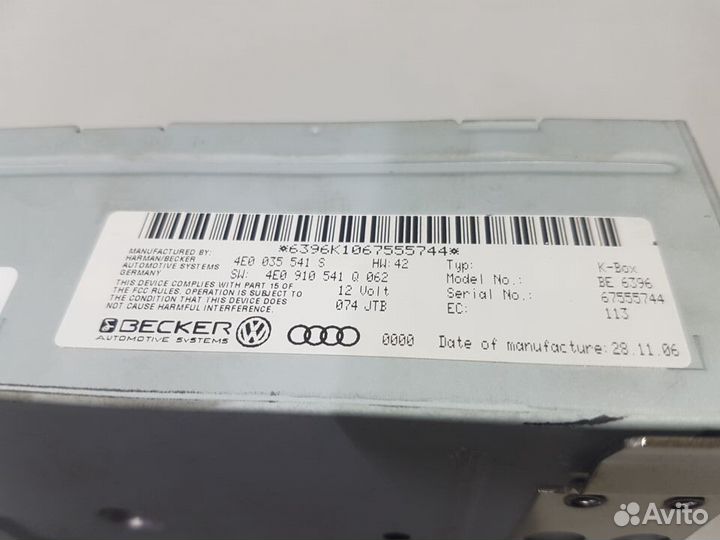 *6396K1067555744*
MANUFACTURED BY:
HARMAN/BECKER
AUTOMOTIVE SYSTEMS
GERMANY
4E0 035 541 S HW: 42
SW: 4E0 910 541 Q 062
12 Volt
074 JTB
THIS DEVICE COMPLIES WITH PART 15 OF
THE FCC RULES. OPERATION IS SUBJECT TO
THE CONDITION THAT THIS DEVICE DOES
NOT CAUSE HARMFUL INTERFERENCE.
Typ: K-Box
Model No.: BE 6396
Serial No.: 67555744
EC: 113
BECKER
AUTOMOTIVE SYSTEMS
0000
Date of manufacture: 28.11.06
Avito